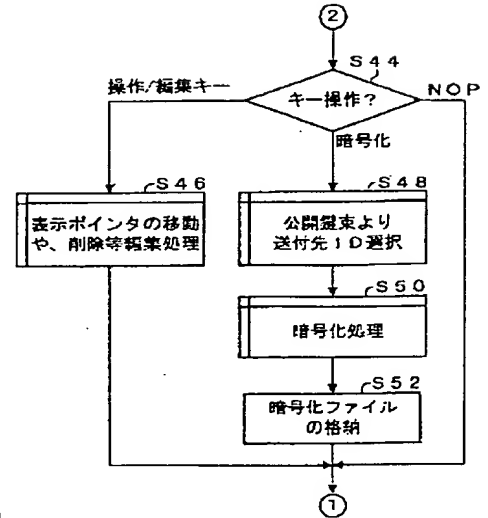 ②
S44
操作/編集キー
キー操作?
NOP
暗号化
S46
表示ポインタの移動
や、削除等編集処理
S48
公開鍵束より
送付先ID選択
S50
暗号化処理
S52
暗号化ファイル
の格納
①